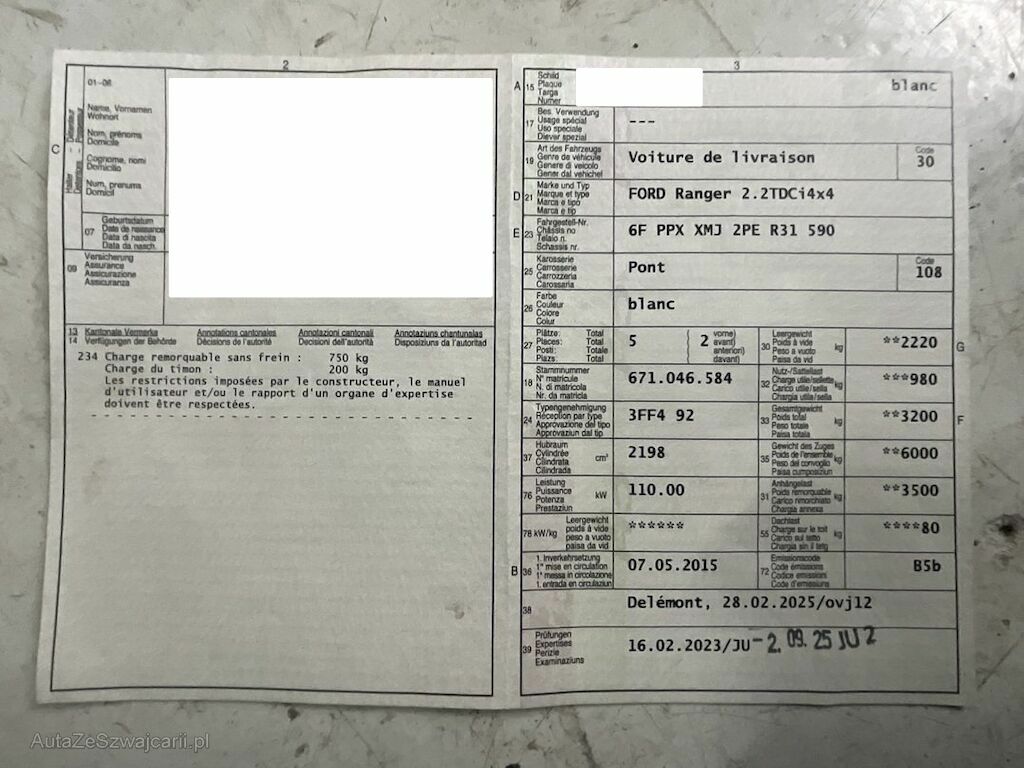 2
01-06
Name, Vornamen
Wohnort
Nom, prénoms
Domicile
C
Cognome, nomi
Domicilio
Num, prenums
Domicil
07
Geburtsdatum
Date de naissance
Data di nascita
Data da nasch.
09
Versicherung
Assurance
Assicurazione
Assicuranza
13 Kantonale Vermerke Annotations cantonales Annotazioni cantonali Annotaziuns chantunalas
14 Verfügungen der Behörde Décisions de l'autorité Decisioni dell'autorità Disposiziuns da l'autoritad
234 Charge remorquable sans frein : 750 kg
Charge du timon : 200 kg
Les restrictions imposées par le constructeur, le manuel
d'utilisateur et/ou le rapport d'un organe d'expertise
doivent être respectées.
3
A 15 Schild
Plaque
Targa
Numer
blanc
17 Bes. Verwendung
Usage spécial
Uso speciale
Diever spezial
---
19 Art des Fahrzeugs
Genre de véhicule
Genere di veicolo
Gener dal vehichel
Voiture de livraison
Code
30
D 21 Marke und Typ
Marque et type
Marca e tipo
Marca e tip
FORD Ranger 2.2TDCi4x4
E 23 Fahrgestell-Nr.
Châssis no
Telaio n.
Schassis nr.
6F PPX XMJ 2PE R31 590
25 Karosserie
Carrosserie
Carrozzeria
Carossaria
Pont
Code
108
26 Farbe
Couleur
Colore
Colur
blanc
27 Plätze: Total
Places: Total
Posti: Totale
Plazs: Total
5 2 vorne)
( avant)
anteriori)
davant)
30 Leergewicht
Poids à vide
Peso a vuoto
Paisa da vid
kg
**2220
G
18 Stammnummer
N° matricule
N. di matricola
Nr. da matricla
671.046.584
32 Nutz-/Sattellast
Charge utile/sellette
Carico utile/sella
Chargia utila/sella
kg
***980
24 Typengenehmigung
Réception par type
Approvazione del tipo
Approvaziun dal tip
3FF4 92
33 Gesamtgewicht
Poids total
Peso totale
Paisa totala
kg
**3200
F
37 Hubraum
Cylindrée
Cilindrata
Cilindrada
cm³
2198
35 Gewicht des Zuges
Poids de l'ensemble
Peso del convoglio
Paisa cumposiziun
kg
**6000
76 Leistung
Puissance
Potenza
Prestaziun
kW
110.00
31 Anhängelast
Poids remorquable
Carico rimorchiato
Chargia annexa
kg
**3500
78 kW/kg Leergewicht
poids à vide
peso a vuoto
paisa da vid
******
55 Dachlast
Charge sur le toit
Carico sul tetto
Chargia sin il tetg
kg
****80
B 36 1. Inverkehrsetzung
1re mise en circulation
1a messa in circolazione
1. entrada en circulaziun
07.05.2015
72 Emissionscode
Code émissions
Codice emissioni
Code d'emissiuns
B5b
38
Delémont, 28.02.2025/ovj12
39 Prüfungen
Expertises
Perizie
Examinaziuns
16.02.2023/JU -2. 09. 25 JU 2
AutaZeSzwajcarii.pl